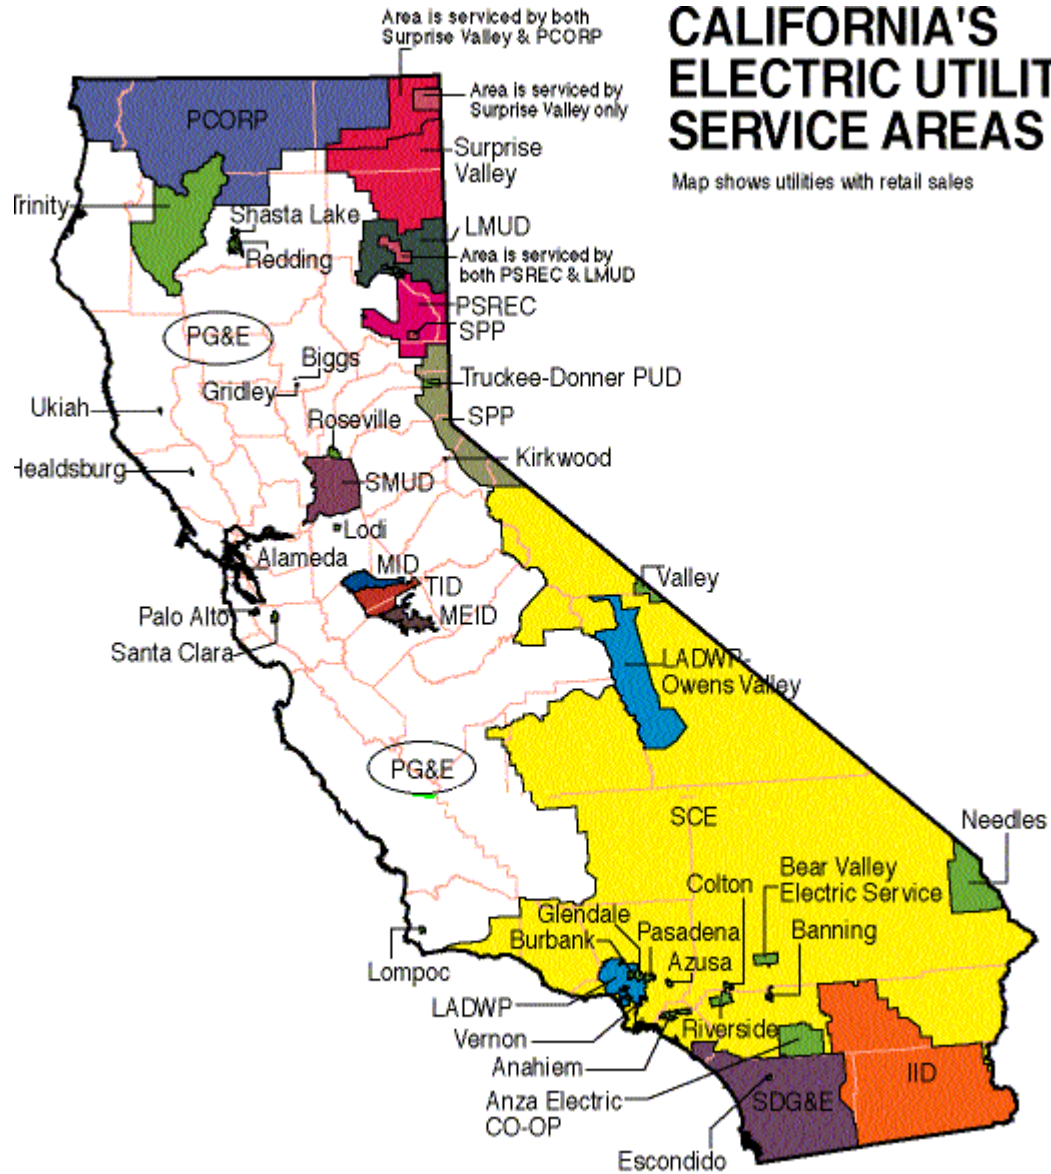 Area is serviced by both
Surprise Valley & PCORP
CALIFORNIA'S
ELECTRIC UTILIT
SERVICE AREAS
Map shows utilities with retail sales
Area is serviced by
Surprise Valley only
PCORP
Surprise
Valley
Trinity
Shasta Lake
LMUD
Redding
Area is serviced by
both PSREC & LMUD
PSREC
SPP
PG&E
Biggs
Truckee-Donner PUD
Gridley
Ukiah
Roseville
SPP
Kirkwood
Healdsburg
SMUD
Lodi
Alameda
MID
TID
Valley
Palo Alto
MEID
Santa Clara
LADWP-
Owens Valley
PG&E
SCE
Needles
Bear Valley
Electric Service
Colton
Glendale
Burbank
Pasadena
Banning
Azusa
Lompoc
LADWP
Riverside
Vernon
Anahiem
IID
Anza Electric
CO-OP
SDG&E
Escondido